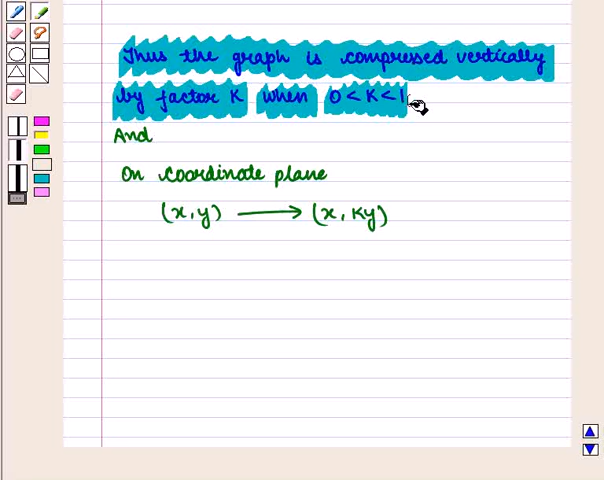 Thus the graph is compressed vertically
by factor K when 0 < K < 1
And
On coordinate plane
(x, y) ⟶ (x, Ky)